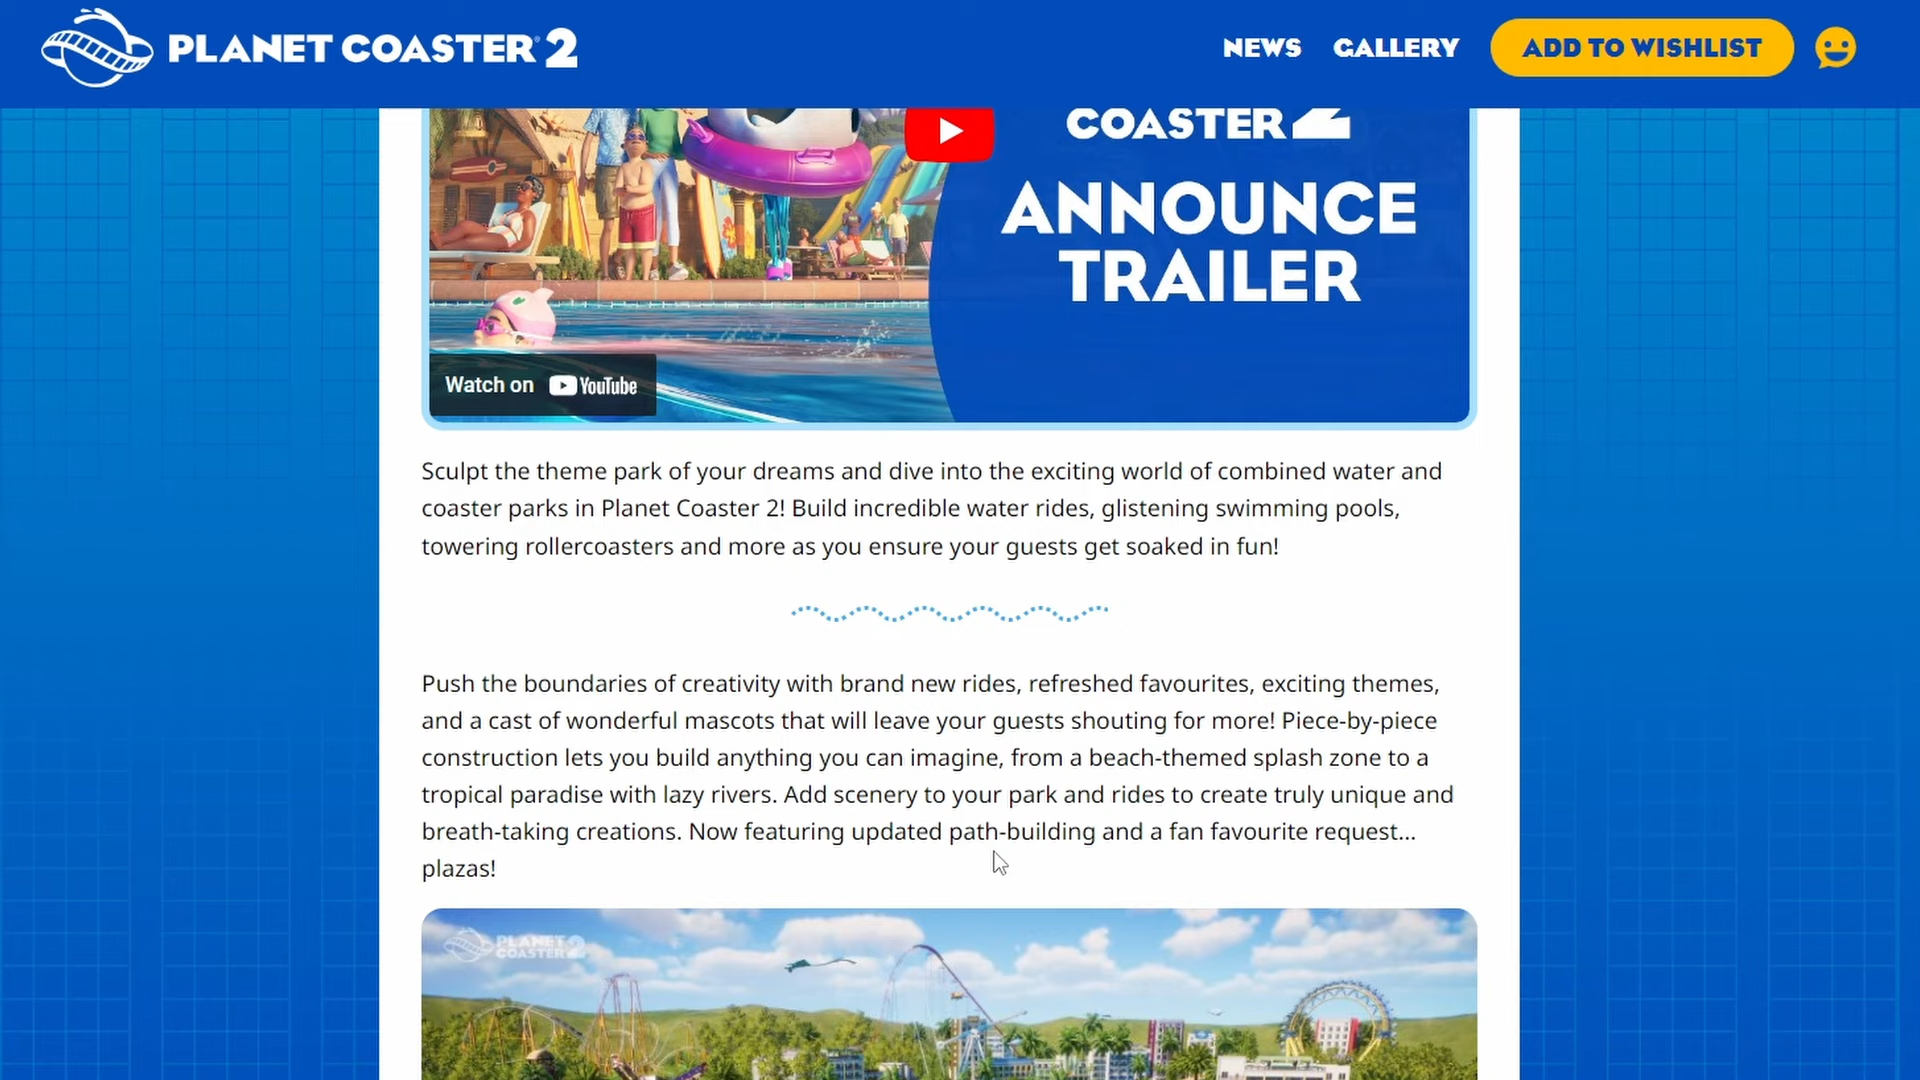 PLANET COASTER 2
NEWS
GALLERY
ADD TO WISHLIST
COASTER 2
ANNOUNCE
TRAILER
Watch on YouTube
Sculpt the theme park of your dreams and dive into the exciting world of combined water and
coaster parks in Planet Coaster 2! Build incredible water rides, glistening swimming pools,
towering rollercoasters and more as you ensure your guests get soaked in fun!
Push the boundaries of creativity with brand new rides, refreshed favourites, exciting themes,
and a cast of wonderful mascots that will leave your guests shouting for more! Piece-by-piece
construction lets you build anything you can imagine, from a beach-themed splash zone to a
tropical paradise with lazy rivers. Add scenery to your park and rides to create truly unique and
breath-taking creations. Now featuring updated path-building and a fan favourite request...
plazas!
PLANET
COASTER 2